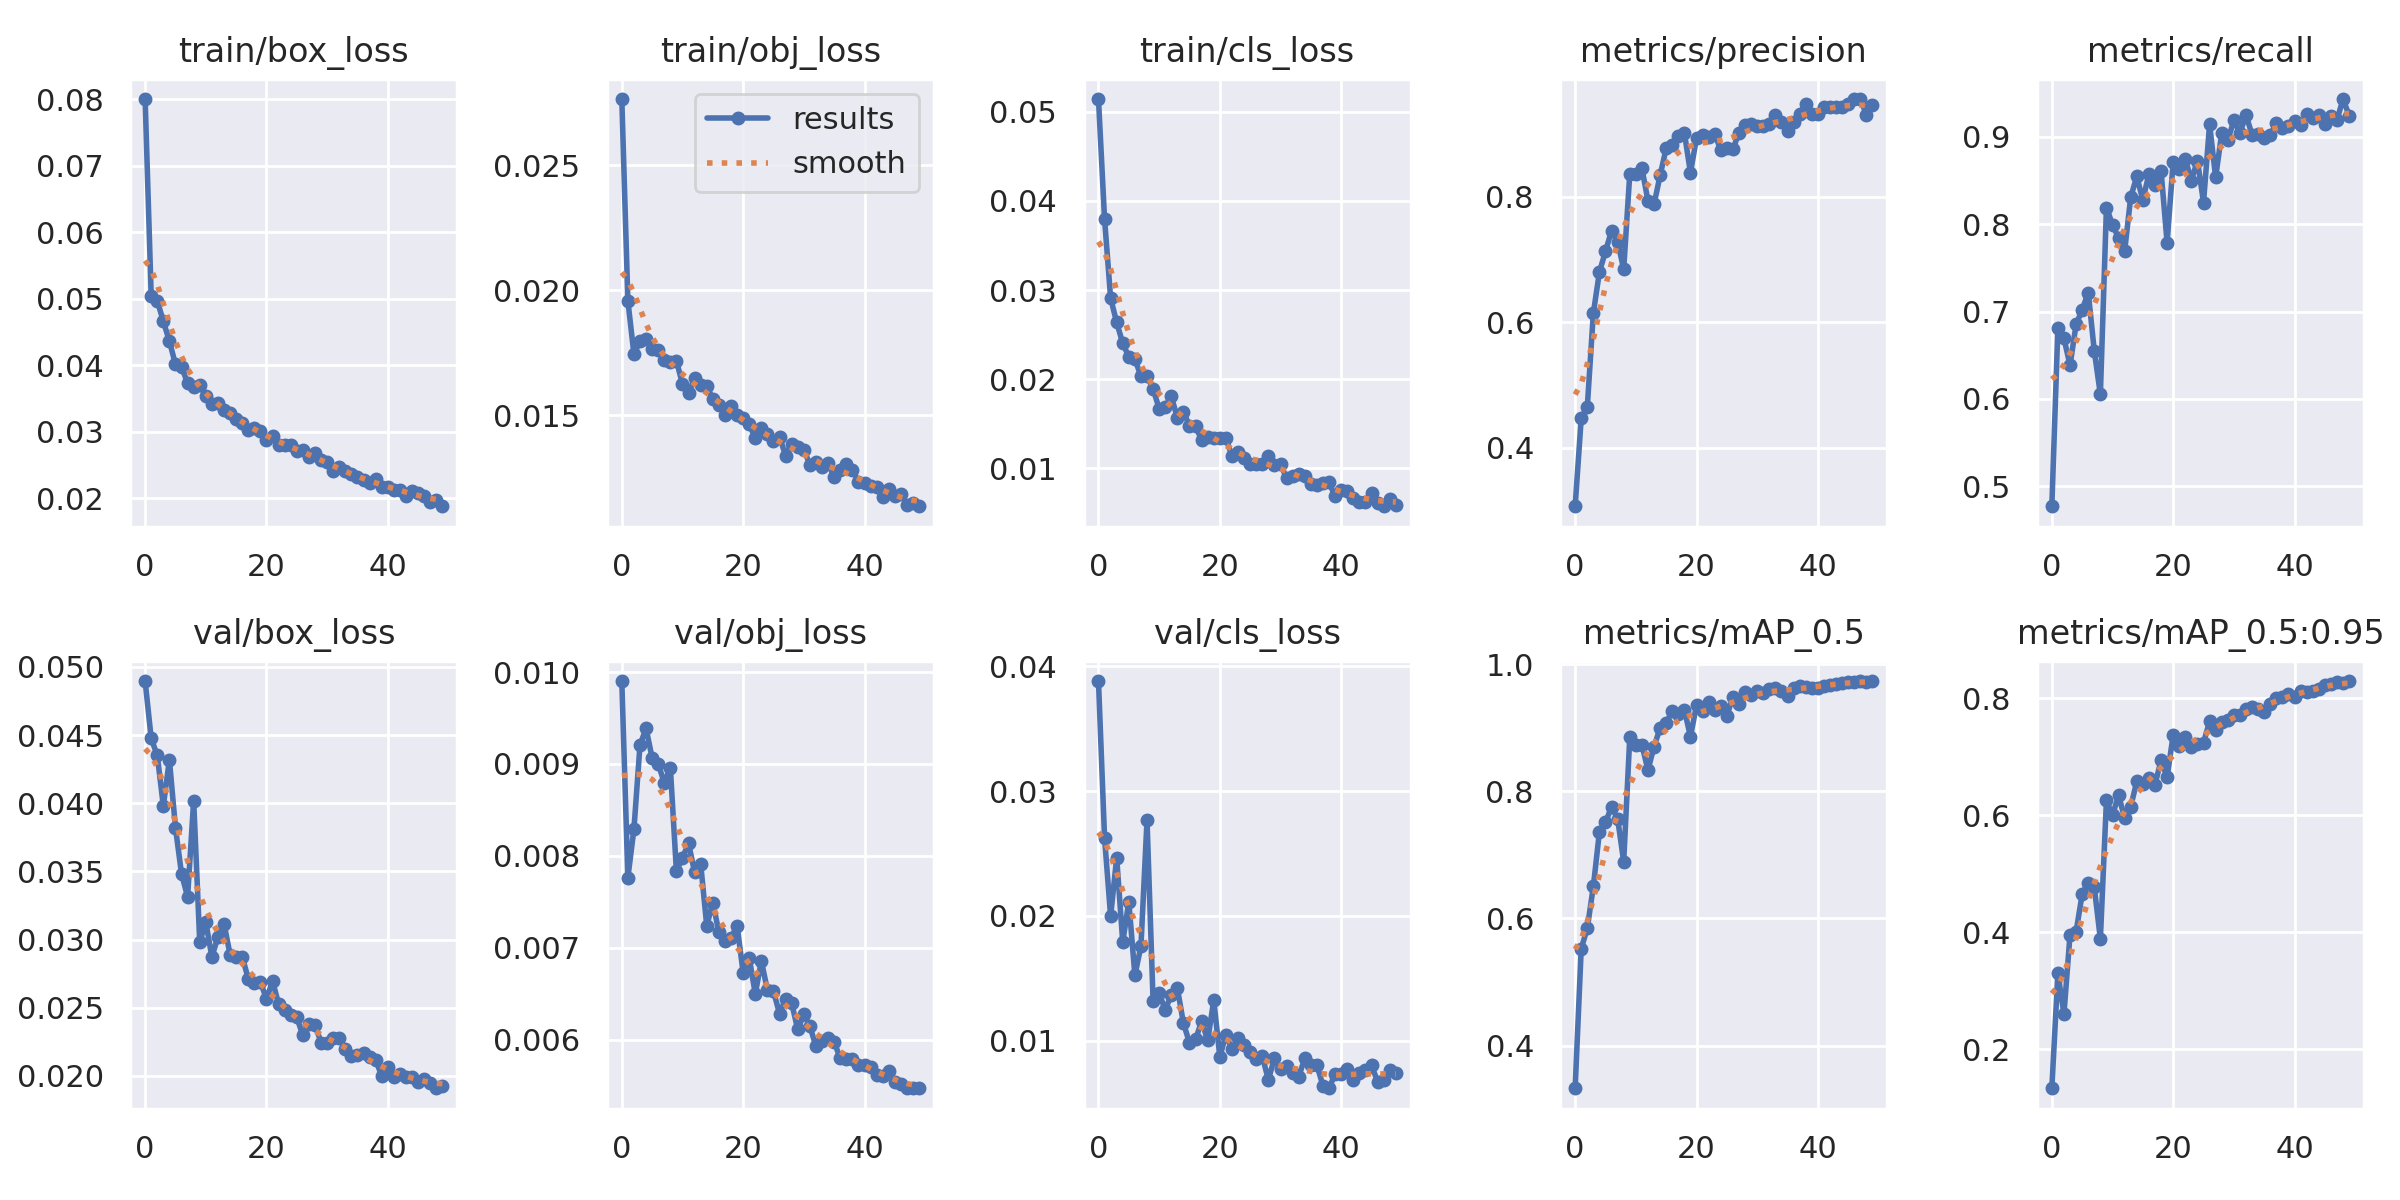 train/box_loss
0.08
0.07
0.06
0.05
0.04
0.03
0.02
0 20 40
train/obj_loss
results
smooth
0.025
0.020
0.015
0 20 40
train/cls_loss
0.05
0.04
0.03
0.02
0.01
0 20 40
metrics/precision
0.8
0.6
0.4
0 20 40
metrics/recall
0.9
0.8
0.7
0.6
0.5
0 20 40
val/box_loss
0.050
0.045
0.040
0.035
0.030
0.025
0.020
0 20 40
val/obj_loss
0.010
0.009
0.008
0.007
0.006
0 20 40
val/cls_loss
0.04
0.03
0.02
0.01
0 20 40
metrics/mAP_0.5
1.0
0.8
0.6
0.4
0 20 40
metrics/mAP_0.5:0.95
0.8
0.6
0.4
0.2
0 20 40